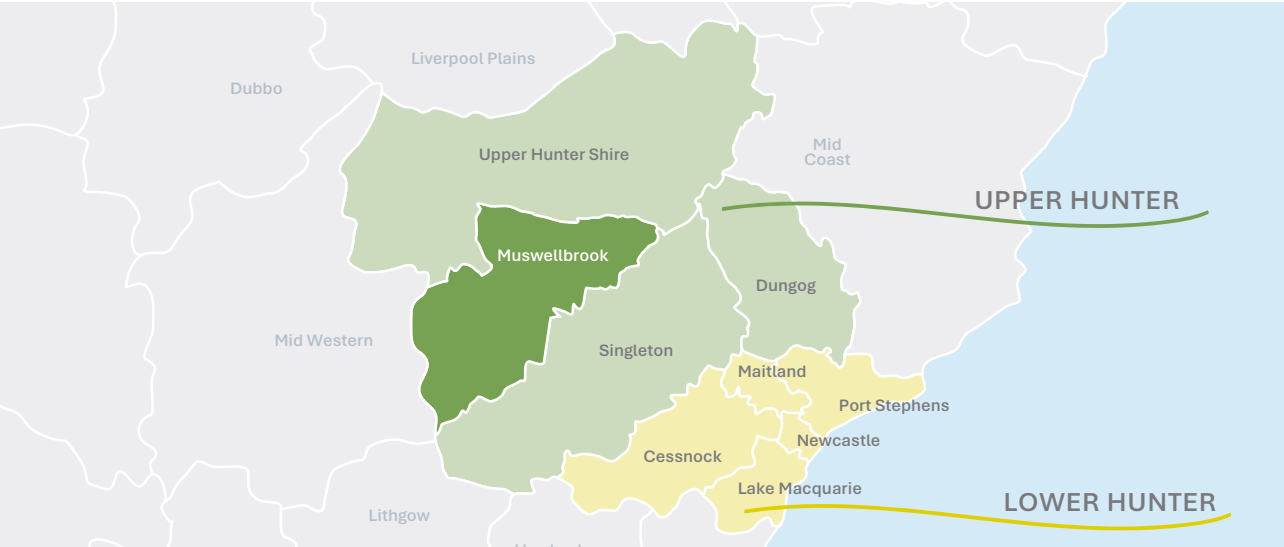 Liverpool Plains
Dubbo
Upper Hunter Shire
Mid
Coast
UPPER HUNTER
Muswellbrook
Dungog
Mid Western
Singleton
Maitland
Port Stephens
Newcastle
Cessnock
Lake Macquarie
LOWER HUNTER
Lithgow